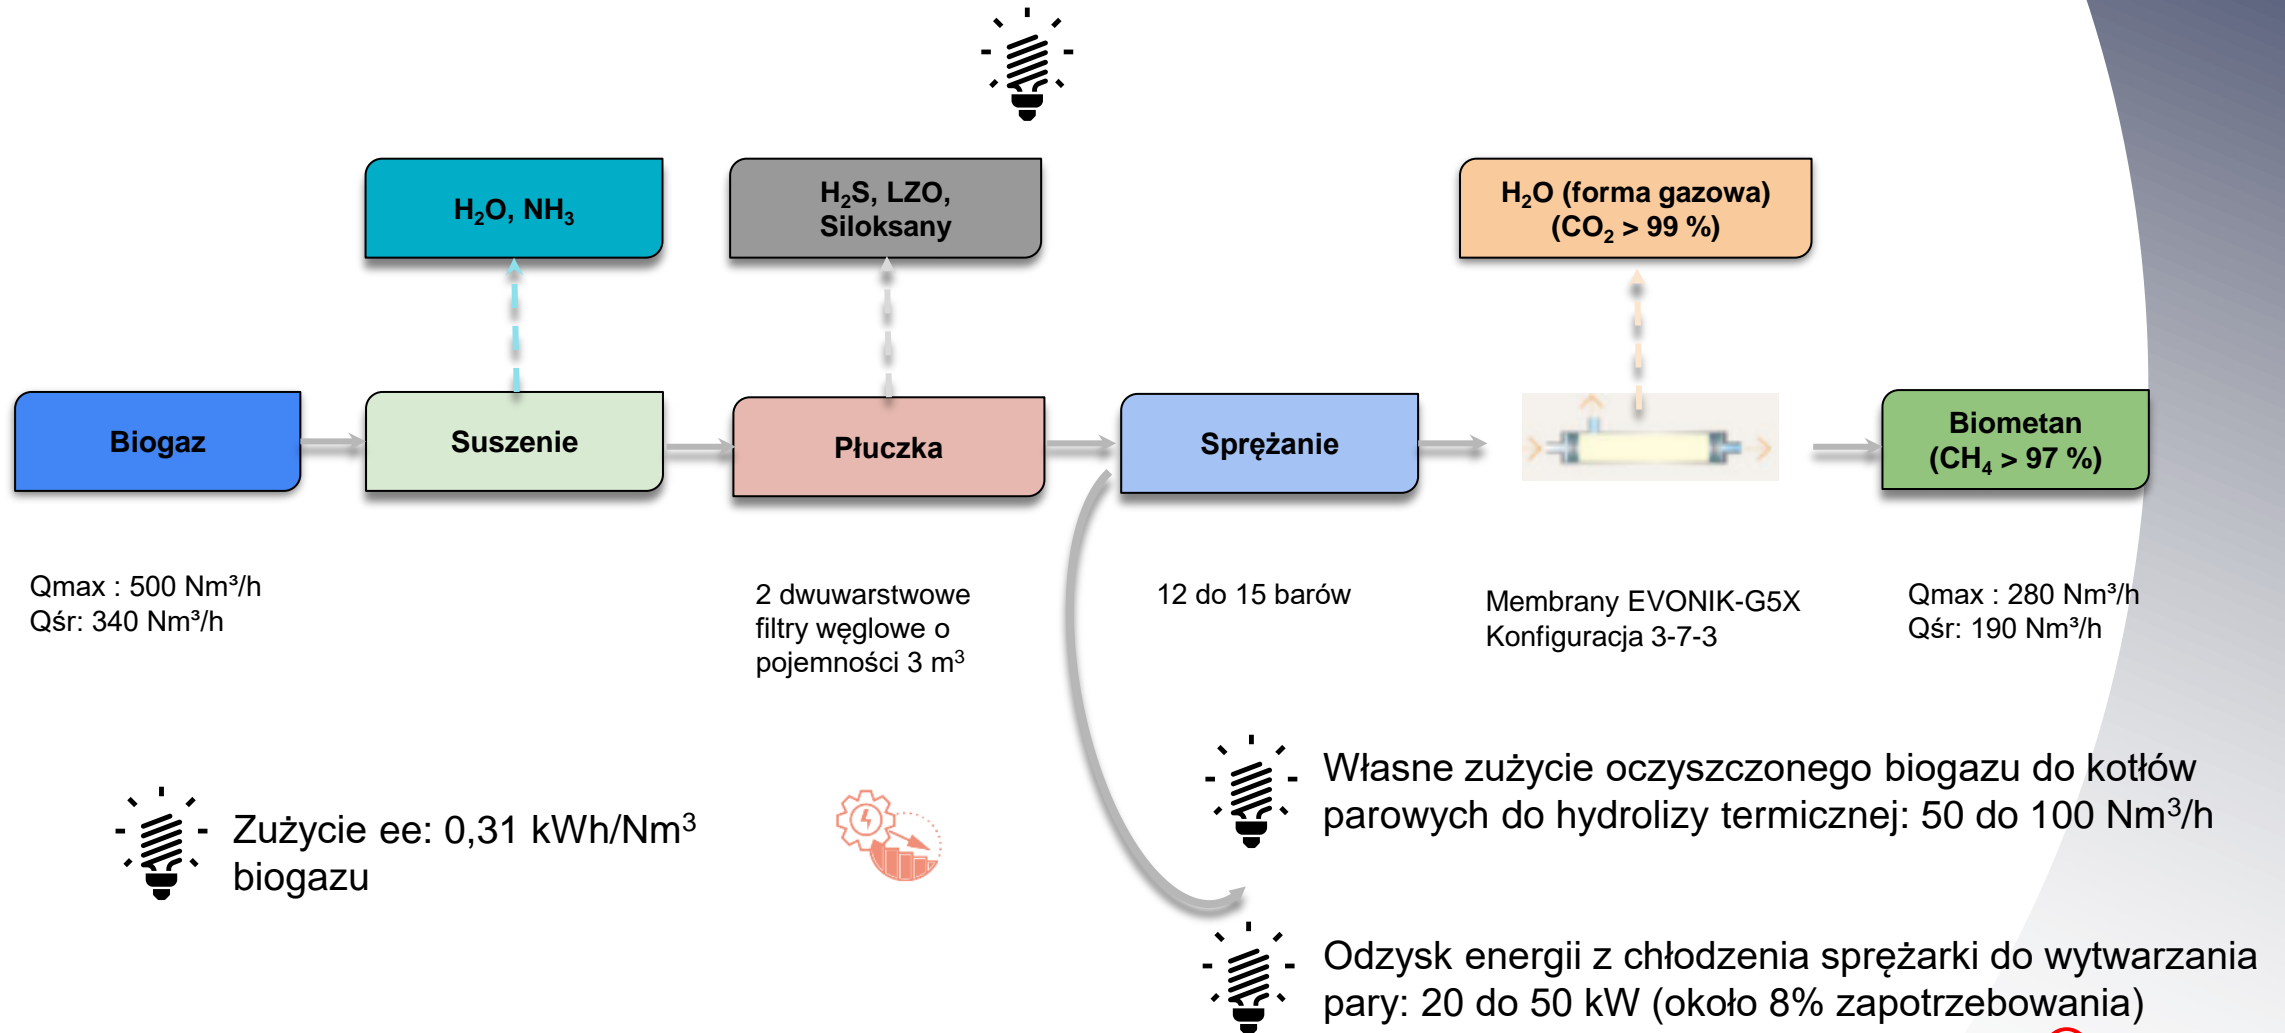 H₂O, NH₃
H₂S, LZO,
Siloksany
H₂O (forma gazowa)
(CO₂ > 99 %)
Biogaz
Suszenie
Płuczka
Sprężanie
Biometan
(CH₄ > 97 %)
Qmax : 500 Nm³/h
Qśr: 340 Nm³/h
2 dwuwarstwowe
filtry węglowe o
pojemności 3 m³
12 do 15 barów
Membrany EVONIK-G5X
Konfiguracja 3-7-3
Qmax : 280 Nm³/h
Qśr: 190 Nm³/h
Zużycie ee: 0,31 kWh/Nm³
biogazu
Własne zużycie oczyszczonego biogazu do kotłów
parowych do hydrolizy termicznej: 50 do 100 Nm³/h
Odzysk energii z chłodzenia sprężarki do wytwarzania
pary: 20 do 50 kW (około 8% zapotrzebowania)